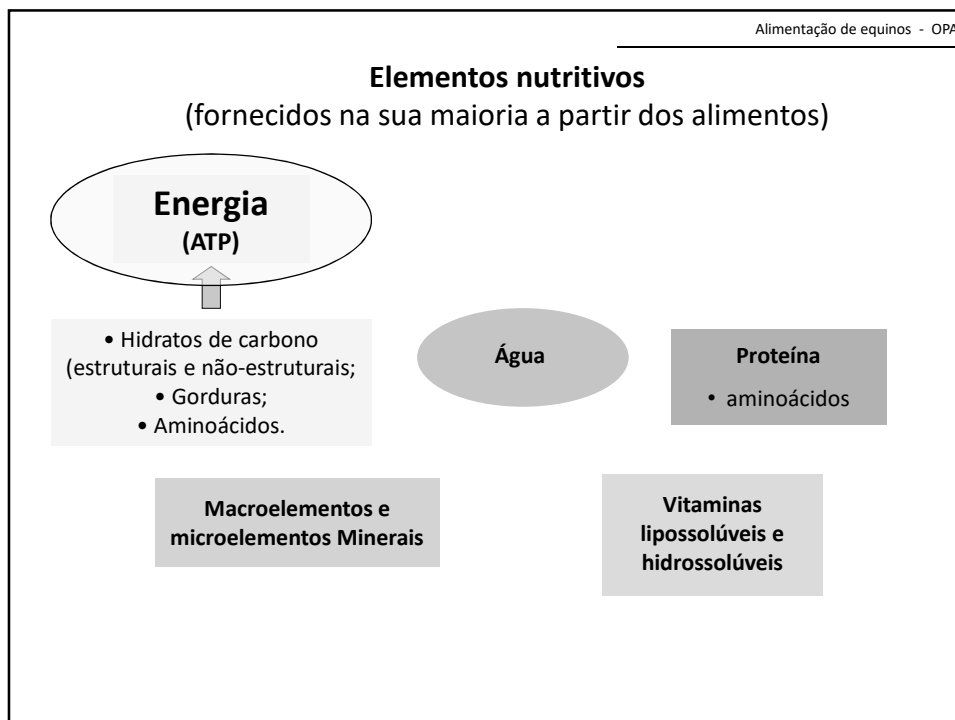 Alimentação de equinos - OPA
Elementos nutritivos
(fornecidos na sua maioria a partir dos alimentos)
Energia
(ATP)
• Hidratos de carbono
(estruturais e não-estruturais;
• Gorduras;
• Aminoácidos.
Água
Proteína
• aminoácidos
Macroelementos e
microelementos Minerais
Vitaminas
lipossolúveis e
hidrossolúveis